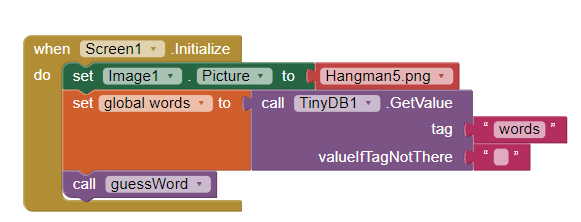 when Screen1 .Initialize
do set Image1 . Picture to Hangman5.png
set global words to call TinyDB1 .GetValue
tag “ words ”
valueIfTagNotThere “ ”
call guessWord